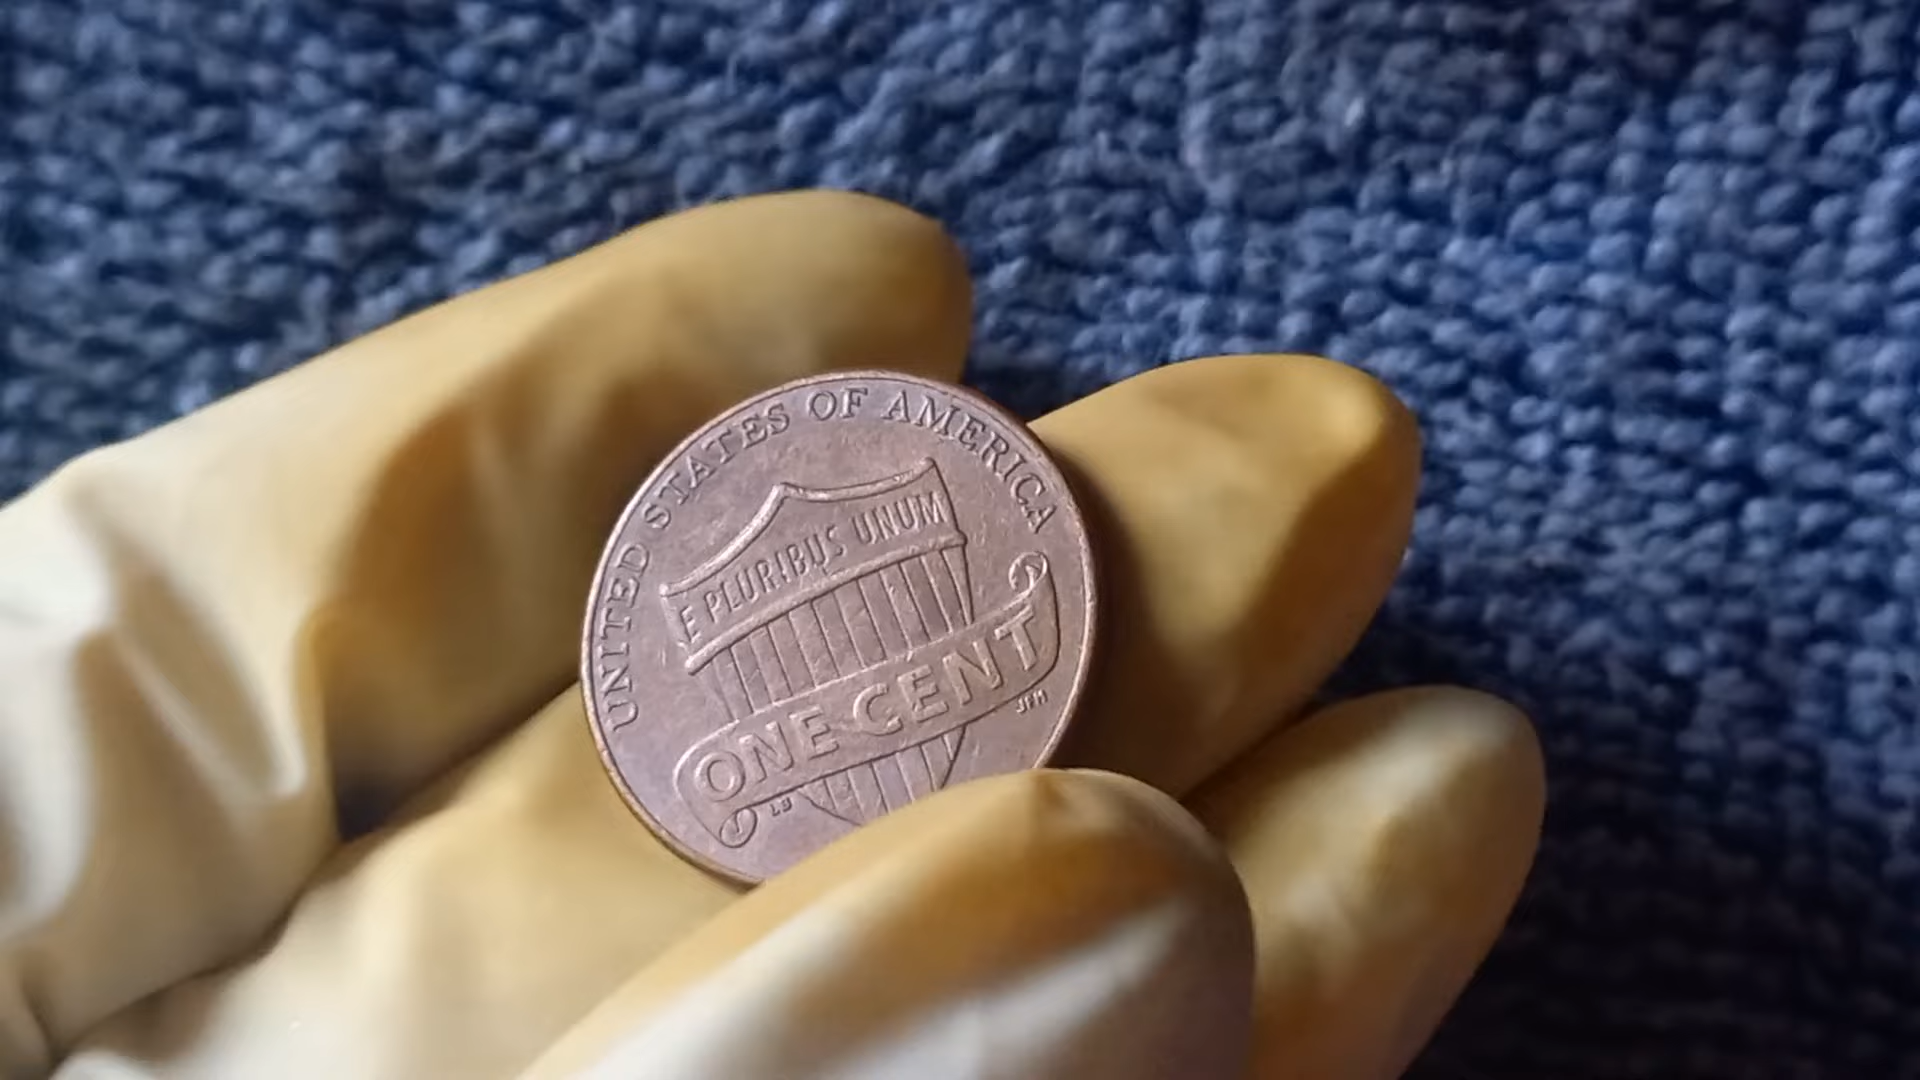 UNITED STATES OF AMERICA
E PLURIBUS UNUM
ONE CENT
JFM
LB